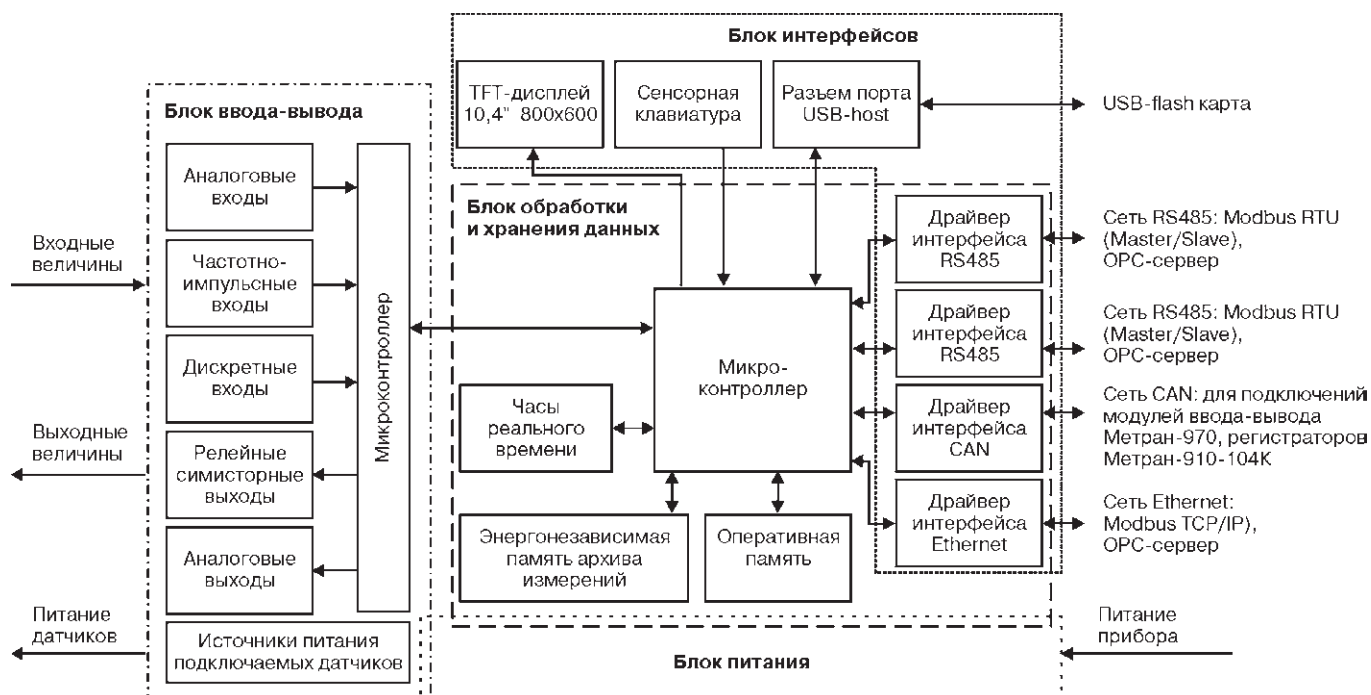 Блок интерфейсов
TFT-дисплей
10,4" 800x600
Сенсорная
клавиатура
Разъем порта
USB-host
USB-flash карта
Блок ввода-вывода
Аналоговые
входы
Частотно-
импульсные
входы
Дискретные
входы
Релейные
симисторные
выходы
Аналоговые
выходы
Источники питания
подключаемых датчиков
Микроконтроллер
Входные
величины
Выходные
величины
Питание
датчиков
Блок обработки
и хранения данных
Микро-
контроллер
Часы
реального
времени
Энергонезависимая
память архива
измерений
Оперативная
память
Драйвер
интерфейса
RS485
Драйвер
интерфейса
RS485
Драйвер
интерфейса
CAN
Драйвер
интерфейса
Ethernet
Сеть RS485: Modbus RTU
(Master/Slave),
ОРС-сервер
Сеть RS485: Modbus RTU
(Master/Slave),
ОРС-сервер
Сеть CAN: для подключений
модулей ввода-вывода
Метран-970, регистраторов
Метран-910-104К
Сеть Ethernet:
Modbus TCP/IP),
ОРС-сервер
Питание
прибора
Блок питания